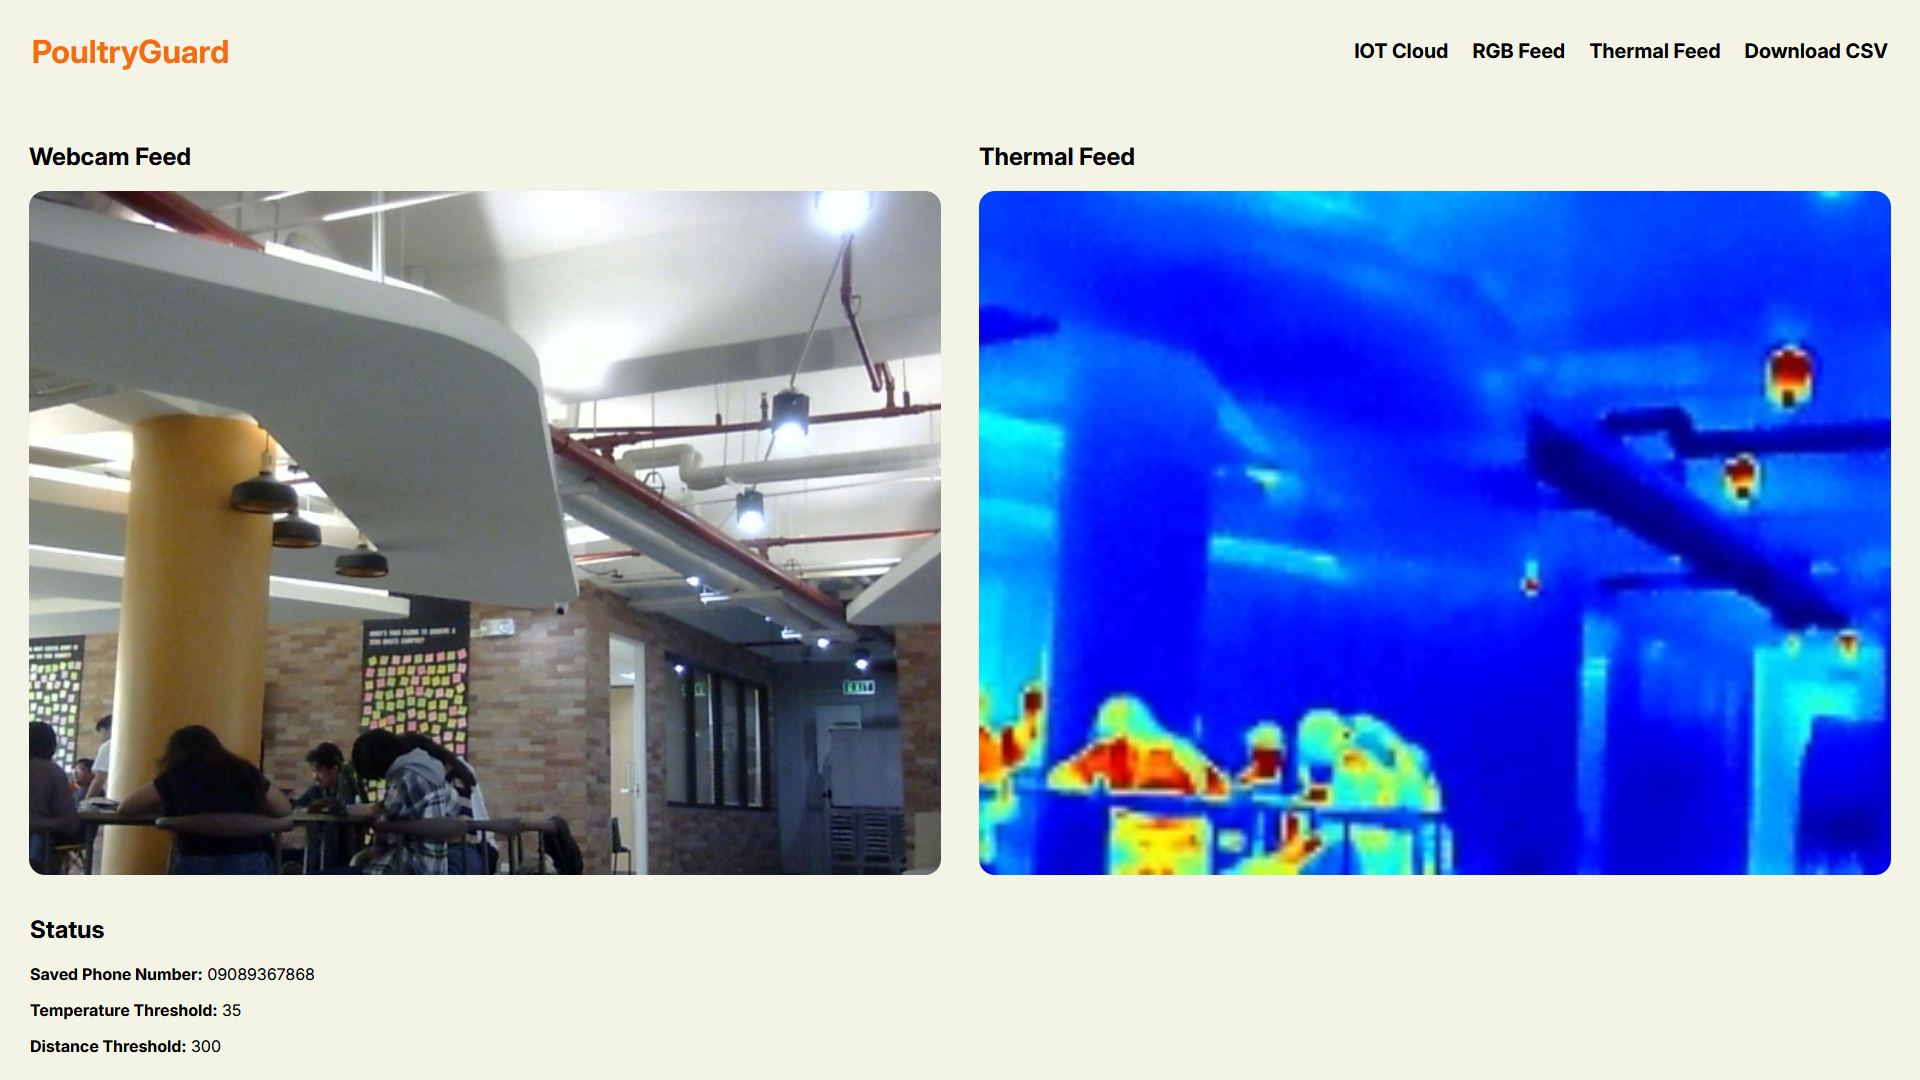 PoultryGuard
IOT Cloud RGB Feed Thermal Feed Download CSV
Webcam Feed
Thermal Feed
EXIT
Status
Saved Phone Number: 09089367868
Temperature Threshold: 35
Distance Threshold: 300